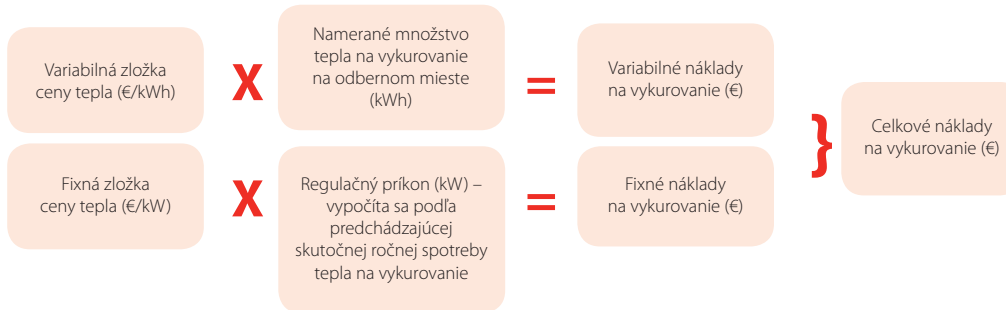 Variabilná zložka
ceny tepla (€/kWh)
X
Namerané množstvo
tepla na vykurovanie
na odbernom mieste
(kWh)
=
Variabilné náklady
na vykurovanie (€)
Fixná zložka
ceny tepla (€/kW)
X
Regulačný príkon (kW) –
vypočíta sa podľa
predchádzajúcej
skutočnej ročnej spotreby
tepla na vykurovanie
=
Fixné náklady
na vykurovanie (€)
}
Celkové náklady
na vykurovanie (€)